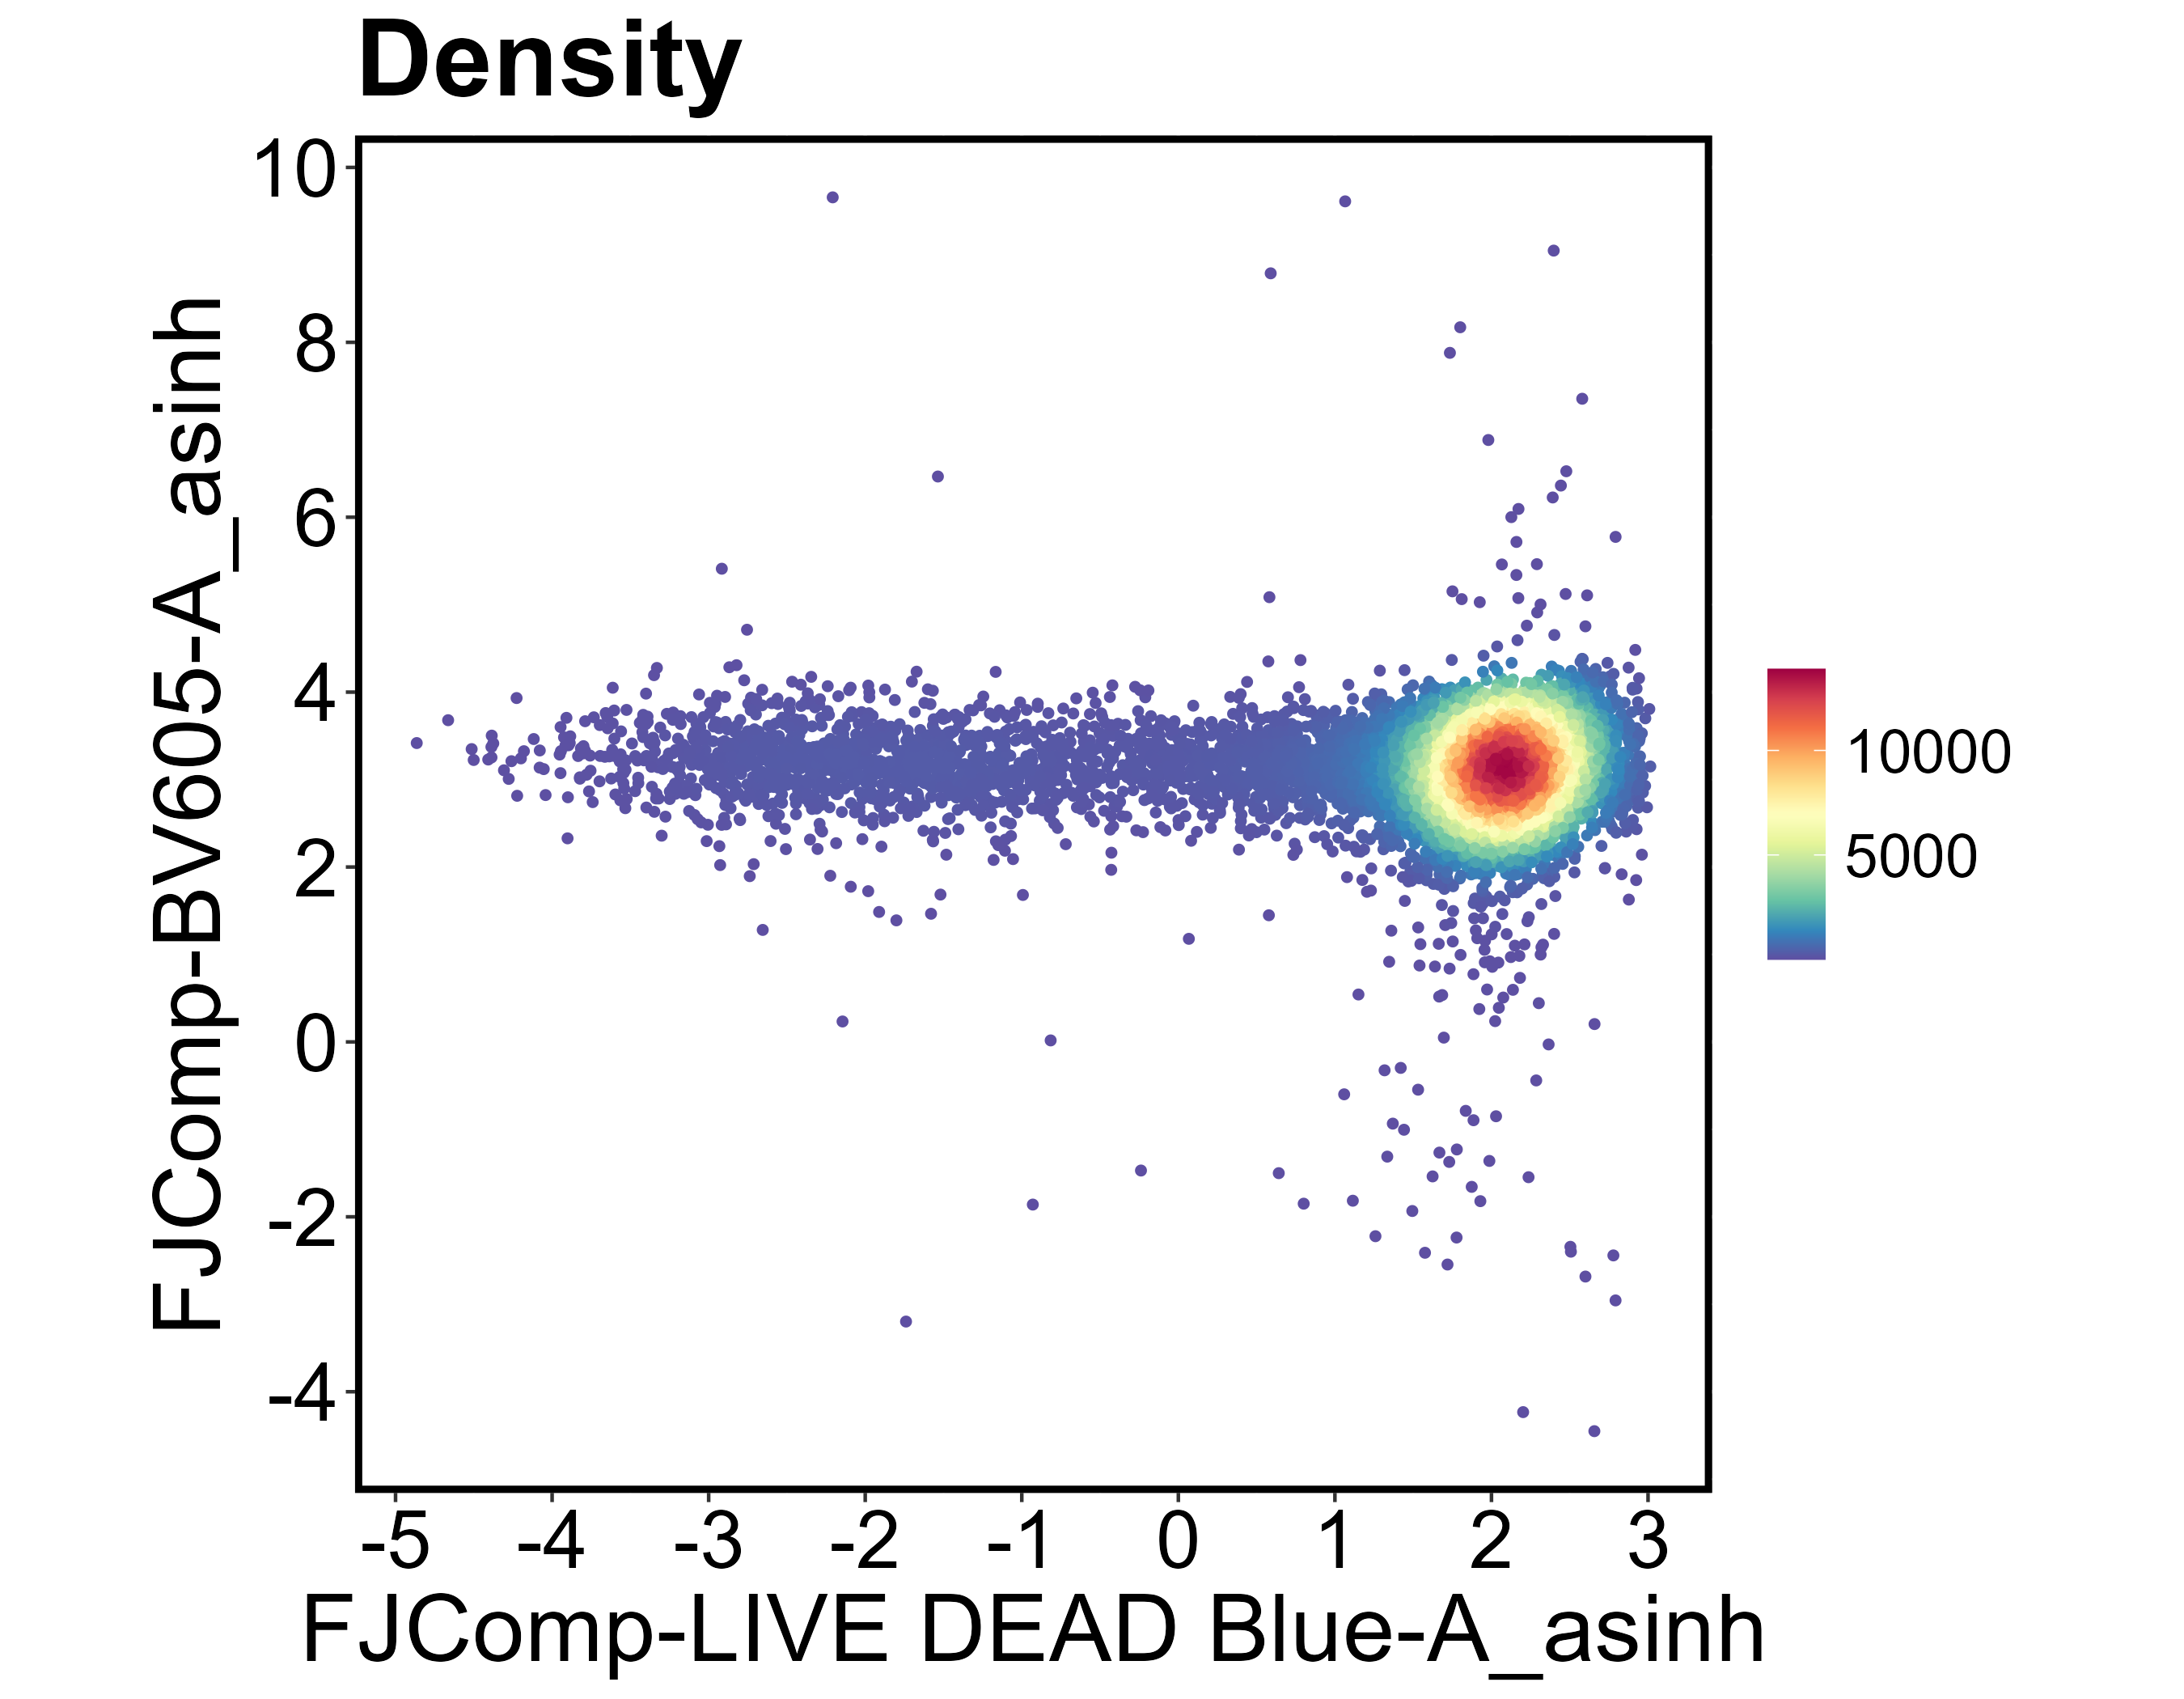 Density
10
8
6
4
2
0
-2
-4
FJComp-BV605-A_asinh
-5 -4 -3 -2 -1 0 1 2 3
FJComp-LIVE DEAD Blue-A_asinh
10000
5000